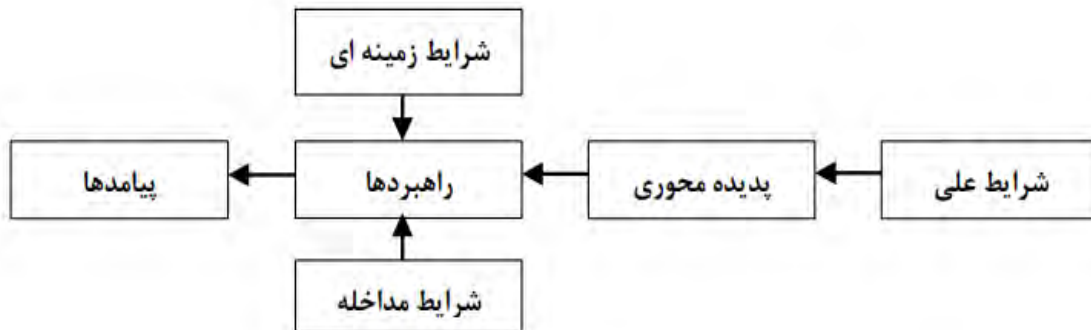 شرایط زمینه ای
شرایط علی
پدیده محوری
راهبردها
پیامدها
شرایط مداخله